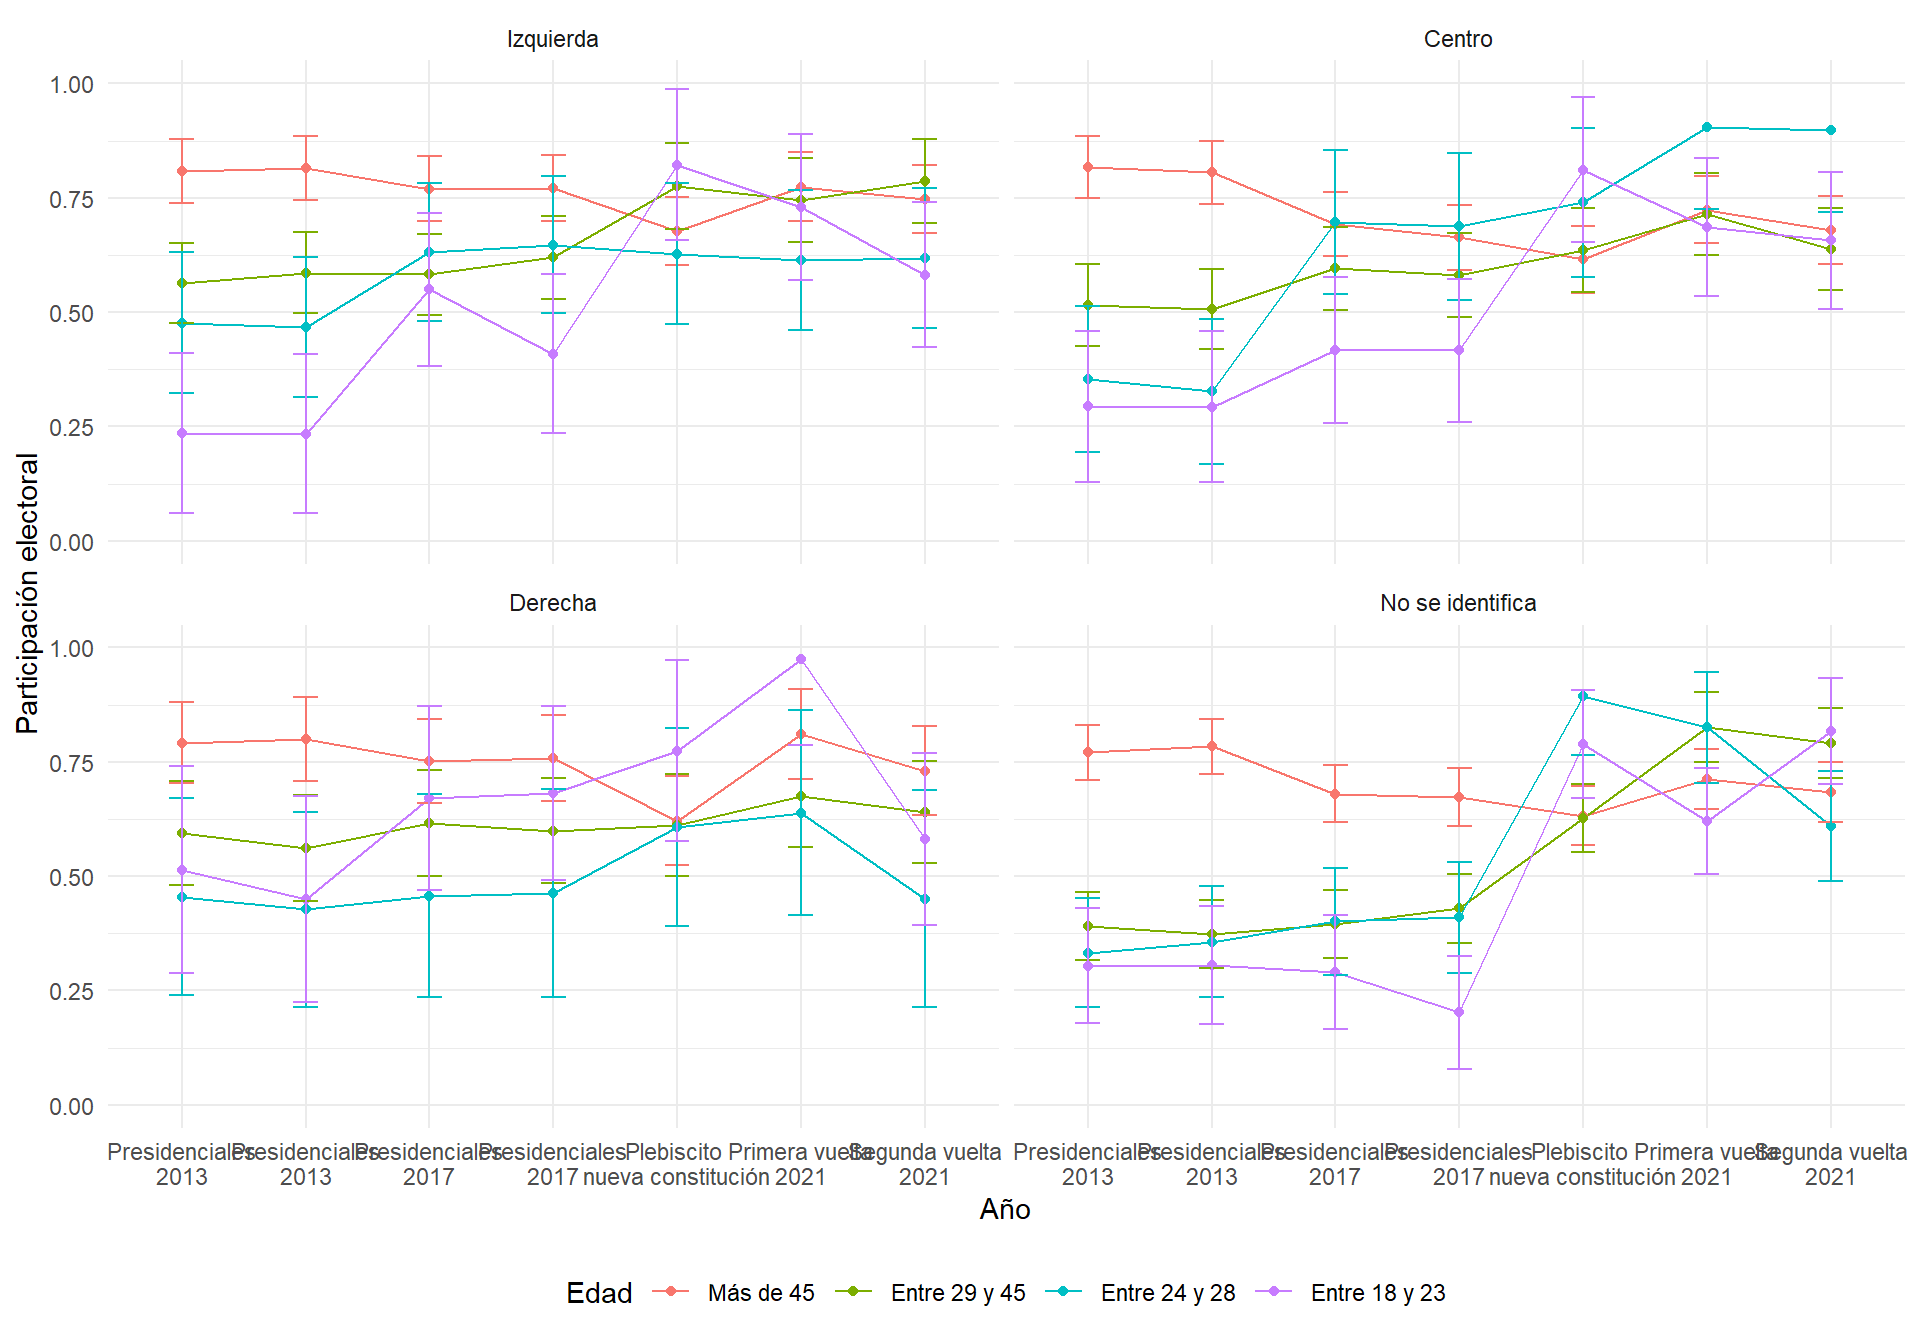 Izquierda
Centro
1.00
0.75
0.50
0.25
0.00
Participación electoral
Derecha
No se identifica
1.00
0.75
0.50
0.25
0.00
Presidenciales Presidenciales Presidenciales Presidenciales Plebiscito Primera vuelta Segunda vuelta Presidenciales Presidenciales Presidenciales Presidenciales Plebiscito Primera vuelta Segunda vuelta
2013 2013 2017 2017 nueva constitución 2021 2021 2013 2013 2017 2017 nueva constitución 2021 2021
Año
Edad Más de 45 Entre 29 y 45 Entre 24 y 28 Entre 18 y 23